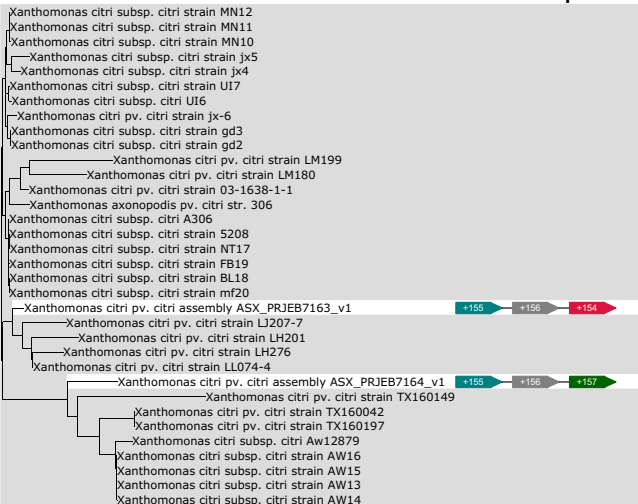 Xanthomonas citri subsp. citri strain MN12
Xanthomonas citri subsp. citri strain MN11
Xanthomonas citri subsp. citri strain MN10
Xanthomonas citri subsp. citri strain jx5
Xanthomonas citri subsp. citri strain jx4
Xanthomonas citri subsp. citri strain UI7
Xanthomonas citri subsp. citri UI6
Xanthomonas citri pv. citri strain jx-6
Xanthomonas citri subsp. citri strain gd3
Xanthomonas citri subsp. citri strain gd2
Xanthomonas citri pv. citri strain LM199
Xanthomonas citri pv. citri strain LM180
Xanthomonas citri pv. citri strain 03-1638-1-1
Xanthomonas axonopodis pv. citri str. 306
Xanthomonas citri subsp. citri A306
Xanthomonas citri subsp. citri strain 5208
Xanthomonas citri subsp. citri strain NT17
Xanthomonas citri subsp. citri strain FB19
Xanthomonas citri subsp. citri strain BL18
Xanthomonas citri subsp. citri strain mf20
Xanthomonas citri pv. citri assembly ASX_PRJEB7163_v1 +155 +156 +154
Xanthomonas citri pv. citri strain LJ207-7
Xanthomonas citri pv. citri strain LH201
Xanthomonas citri pv. citri strain LH276
Xanthomonas citri pv. citri strain LL074-4
Xanthomonas citri pv. citri assembly ASX_PRJEB7164_v1 +155 +156 +157
Xanthomonas citri pv. citri strain TX160149
Xanthomonas citri pv. citri strain TX160042
Xanthomonas citri pv. citri strain TX160197
Xanthomonas citri subsp. citri Aw12879
Xanthomonas citri subsp. citri strain AW16
Xanthomonas citri subsp. citri strain AW15
Xanthomonas citri subsp. citri strain AW13
Xanthomonas citri subsp. citri strain AW14